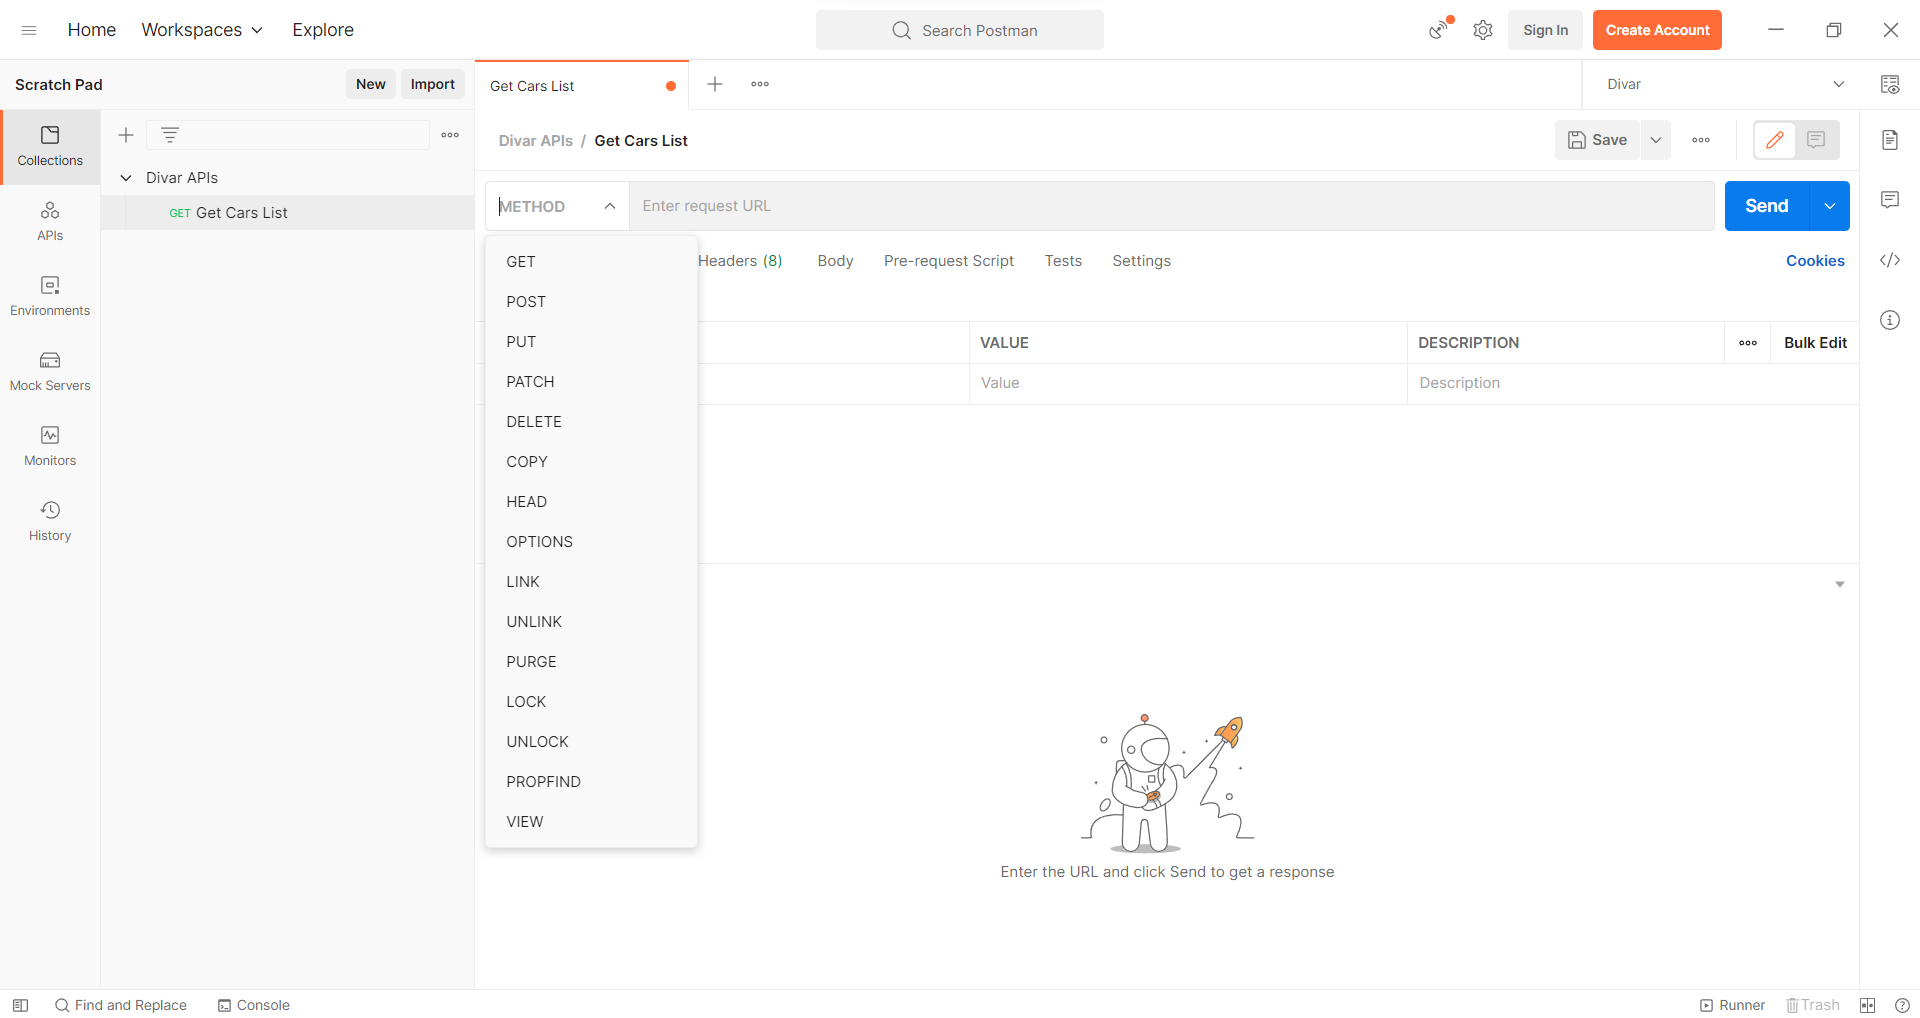 Home Workspaces Explore Search Postman Sign In Create Account
Scratch Pad New Import Get Cars List Divar
Collections
APIs
Environments
Mock Servers
Monitors
History
Divar APIs
GET Get Cars List
Divar APIs / Get Cars List Save
METHOD Enter request URL Send
Headers (8) Body Pre-request Script Tests Settings Cookies
VALUE DESCRIPTION Bulk Edit
Value Description
GET
POST
PUT
PATCH
DELETE
COPY
HEAD
OPTIONS
LINK
UNLINK
PURGE
LOCK
UNLOCK
PROPFIND
VIEW
Enter the URL and click Send to get a response
Find and Replace Console Runner Trash